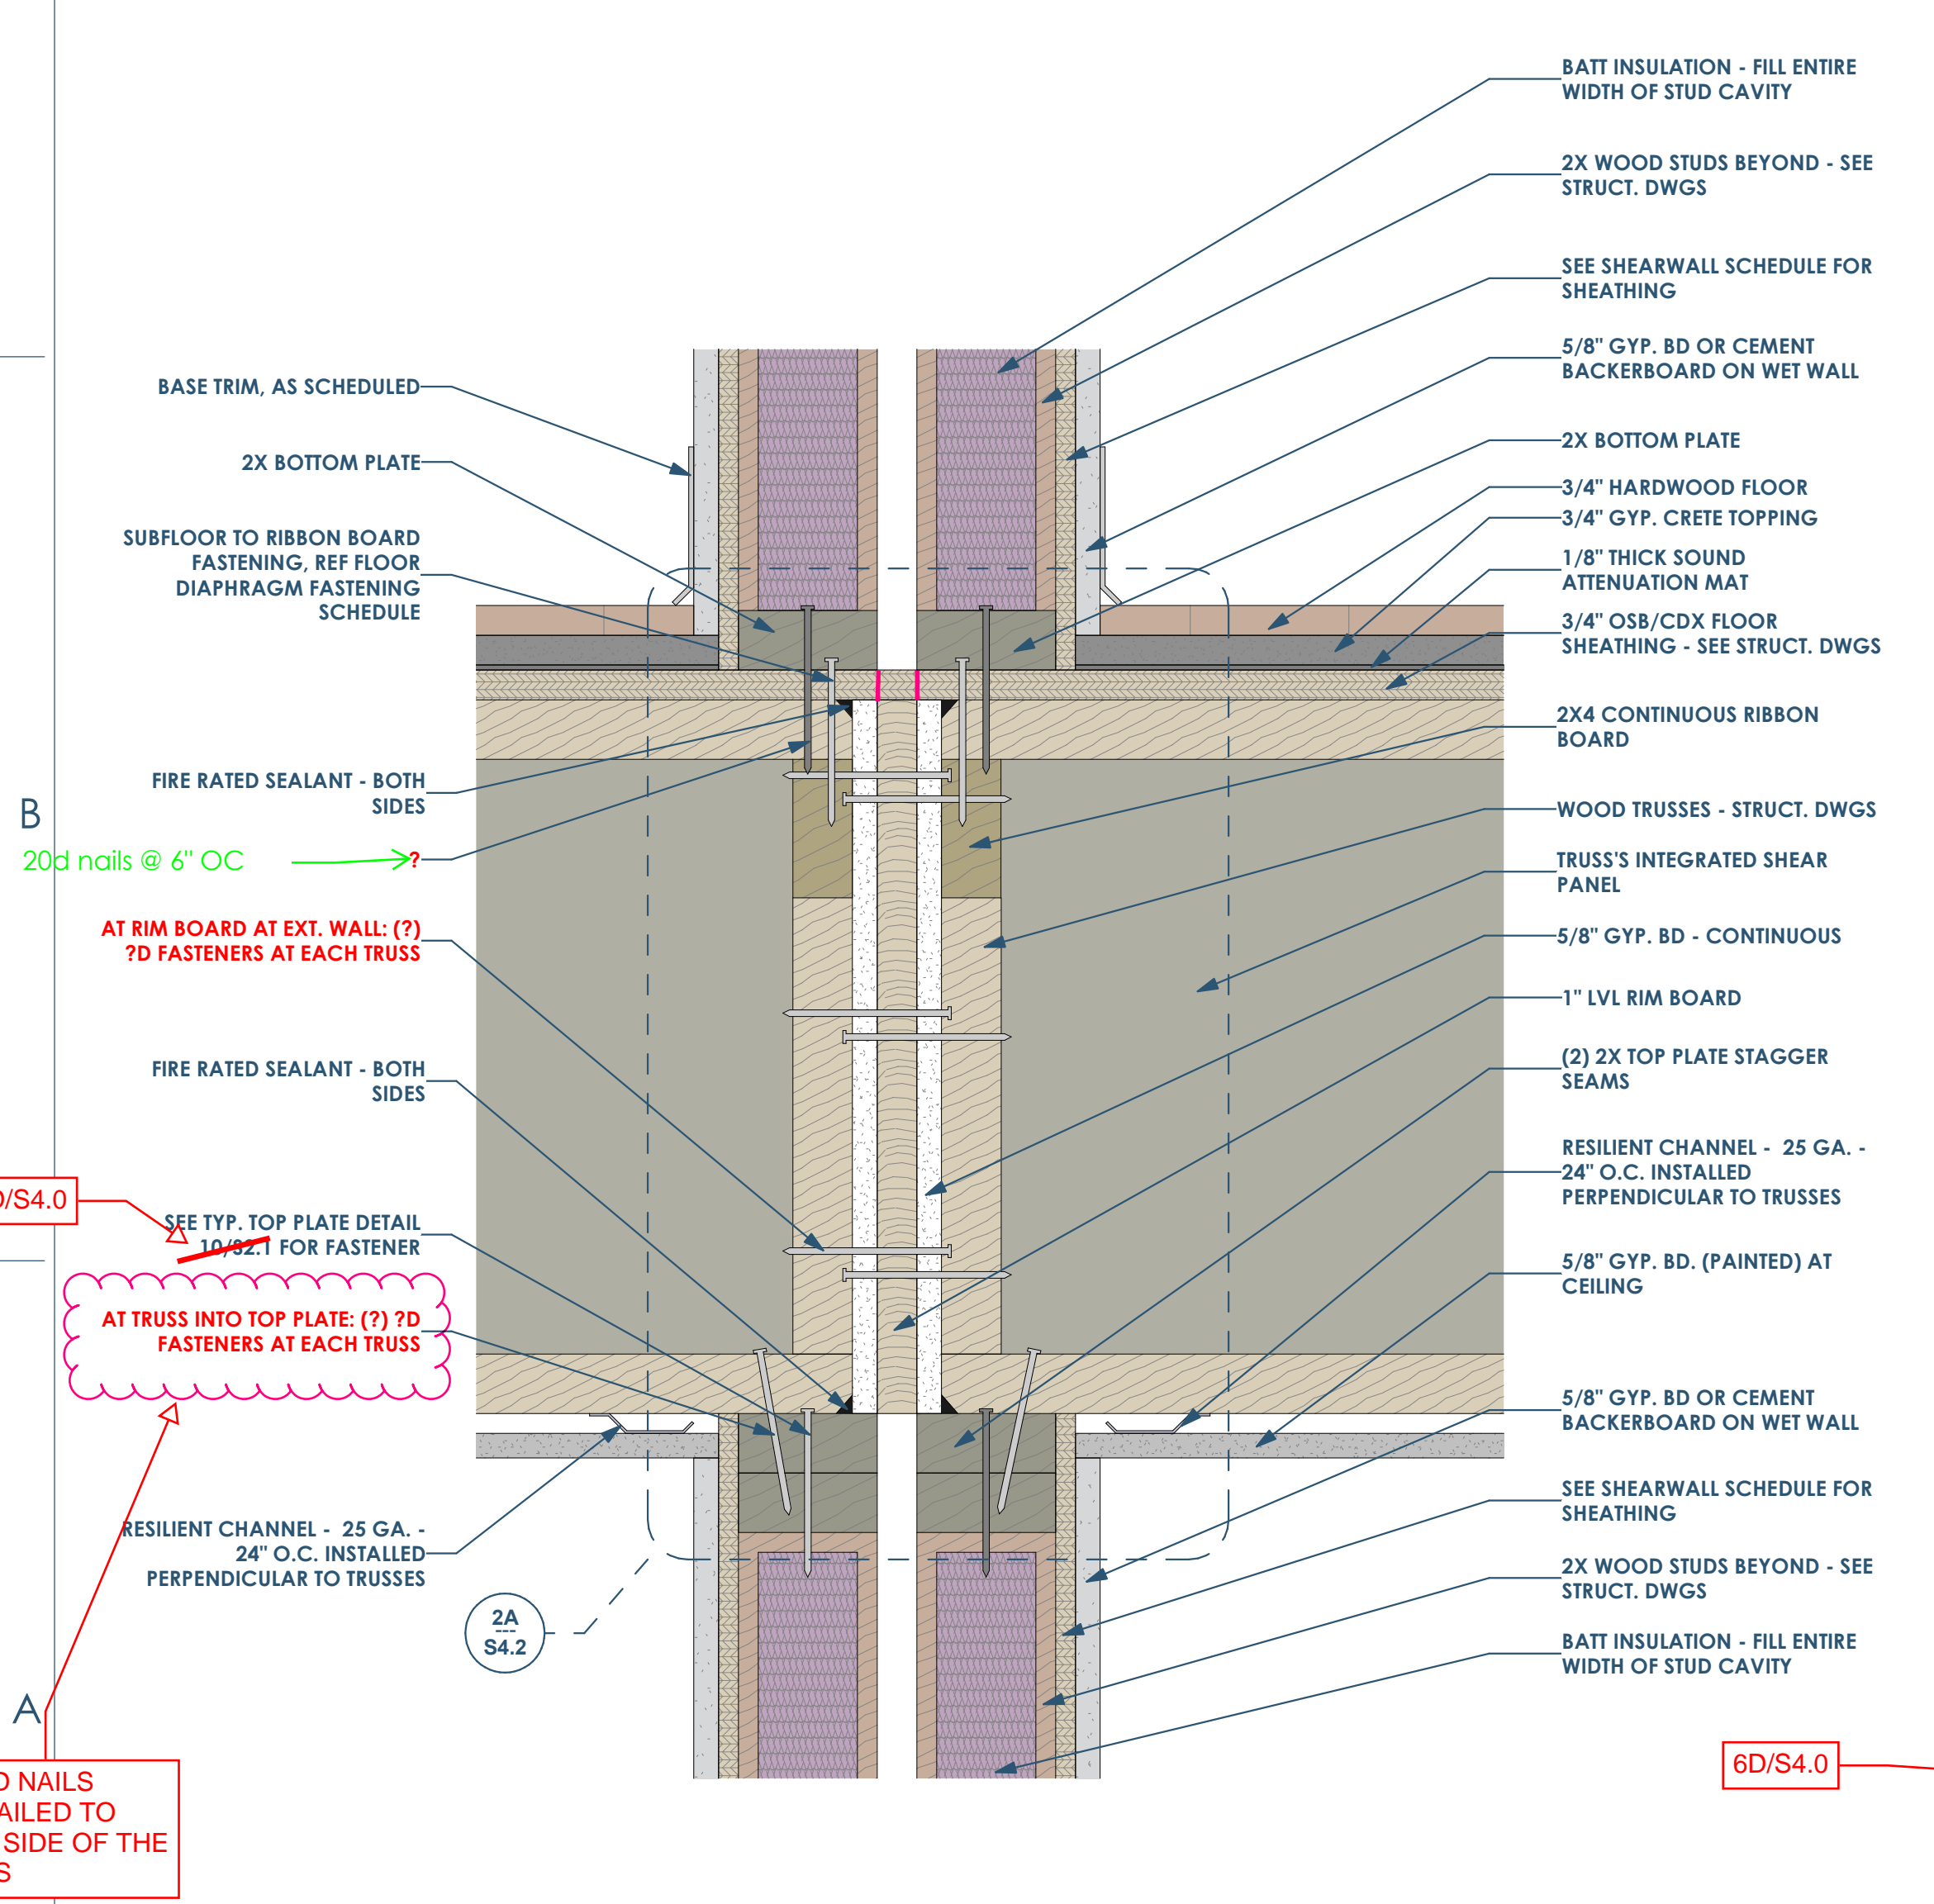 BATT INSULATION - FILL ENTIRE
WIDTH OF STUD CAVITY
2X WOOD STUDS BEYOND - SEE
STRUCT. DWGS
SEE SHEARWALL SCHEDULE FOR
SHEATHING
5/8" GYP. BD OR CEMENT
BACKERBOARD ON WET WALL
2X BOTTOM PLATE
3/4" HARDWOOD FLOOR
3/4" GYP. CRETE TOPPING
1/8" THICK SOUND
ATTENUATION MAT
3/4" OSB/CDX FLOOR
SHEATHING - SEE STRUCT. DWGS
2X4 CONTINUOUS RIBBON
BOARD
WOOD TRUSSES - STRUCT. DWGS
TRUSS'S INTEGRATED SHEAR
PANEL
5/8" GYP. BD - CONTINUOUS
1" LVL RIM BOARD
(2) 2X TOP PLATE STAGGER
SEAMS
RESILIENT CHANNEL - 25 GA. -
24" O.C. INSTALLED
PERPENDICULAR TO TRUSSES
5/8" GYP. BD. (PAINTED) AT
CEILING
5/8" GYP. BD OR CEMENT
BACKERBOARD ON WET WALL
SEE SHEARWALL SCHEDULE FOR
SHEATHING
2X WOOD STUDS BEYOND - SEE
STRUCT. DWGS
BATT INSULATION - FILL ENTIRE
WIDTH OF STUD CAVITY
6D/S4.0
BASE TRIM, AS SCHEDULED
2X BOTTOM PLATE
SUBFLOOR TO RIBBON BOARD
FASTENING, REF FLOOR
DIAPHRAGM FASTENING
SCHEDULE
FIRE RATED SEALANT - BOTH
SIDES
B
20d nails @ 6" OC
?
AT RIM BOARD AT EXT. WALL: (?)
?D FASTENERS AT EACH TRUSS
FIRE RATED SEALANT - BOTH
SIDES
D/S4.0
SEE TYP. TOP PLATE DETAIL
10/S2.1 FOR FASTENER
AT TRUSS INTO TOP PLATE: (?) ?D
FASTENERS AT EACH TRUSS
RESILIENT CHANNEL - 25 GA. -
24" O.C. INSTALLED
PERPENDICULAR TO TRUSSES
2A
---
S4.2
A
D NAILS
AILED TO
SIDE OF THE
S